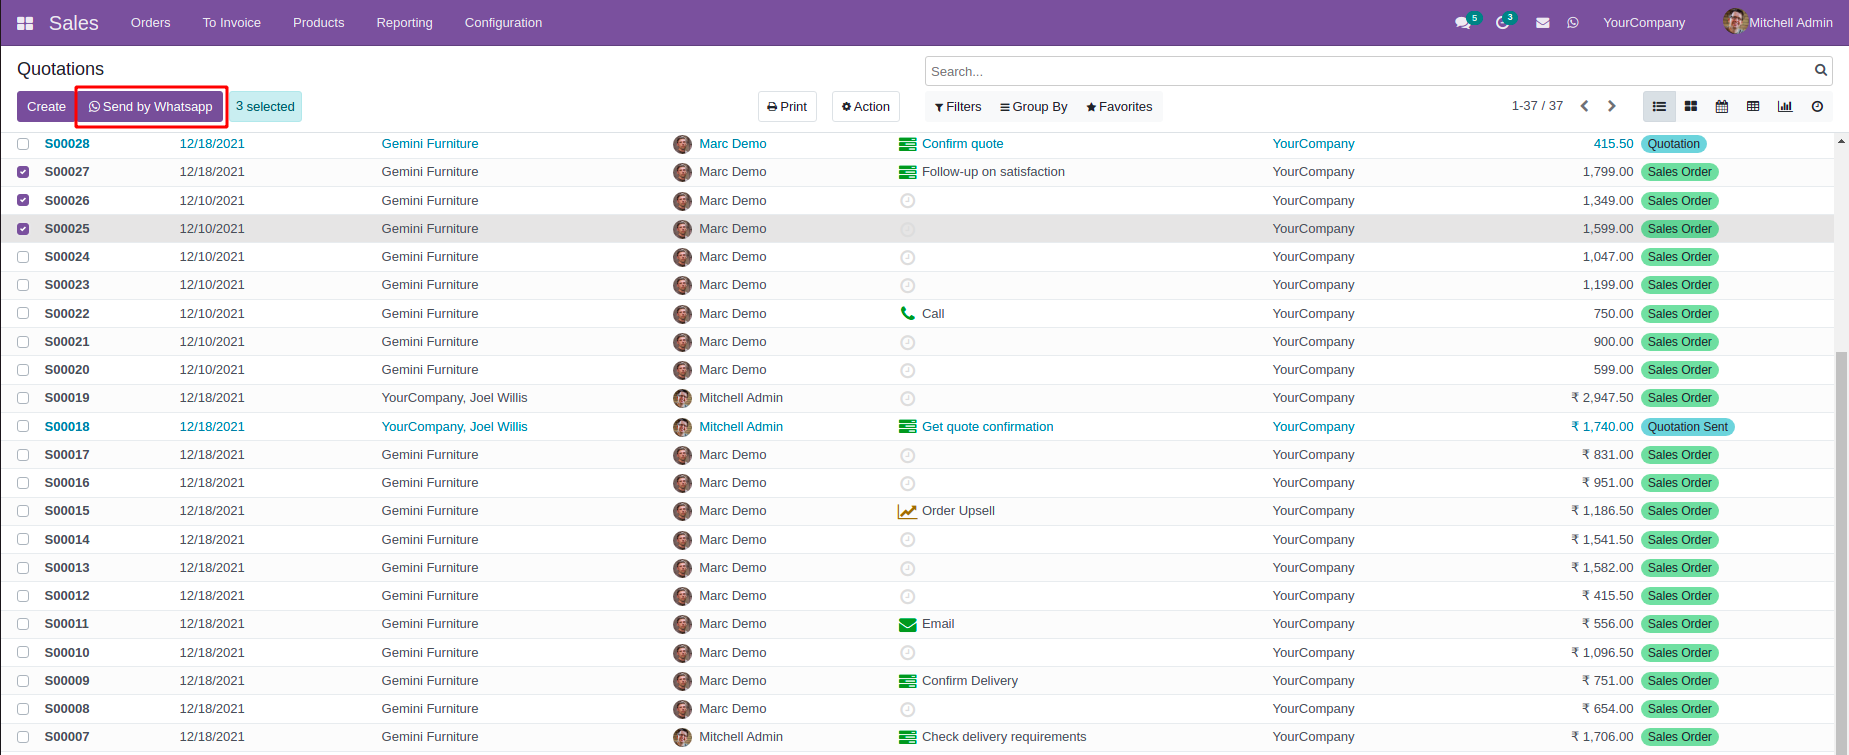 Sales Orders To Invoice Products Reporting Configuration 5 3 YourCompany Mitchell Admin
Quotations Search...
Create Send by Whatsapp 3 selected Print Action Filters Group By Favorites 1-37 / 37
S00028 12/18/2021 Gemini Furniture Marc Demo Confirm quote YourCompany 415.50 Quotation
S00027 12/18/2021 Gemini Furniture Marc Demo Follow-up on satisfaction YourCompany 1,799.00 Sales Order
S00026 12/10/2021 Gemini Furniture Marc Demo YourCompany 1,349.00 Sales Order
S00025 12/10/2021 Gemini Furniture Marc Demo YourCompany 1,599.00 Sales Order
S00024 12/10/2021 Gemini Furniture Marc Demo YourCompany 1,047.00 Sales Order
S00023 12/10/2021 Gemini Furniture Marc Demo YourCompany 1,199.00 Sales Order
S00022 12/10/2021 Gemini Furniture Marc Demo Call YourCompany 750.00 Sales Order
S00021 12/10/2021 Gemini Furniture Marc Demo YourCompany 900.00 Sales Order
S00020 12/10/2021 Gemini Furniture Marc Demo YourCompany 599.00 Sales Order
S00019 12/18/2021 YourCompany, Joel Willis Mitchell Admin YourCompany ₹ 2,947.50 Sales Order
S00018 12/18/2021 YourCompany, Joel Willis Mitchell Admin Get quote confirmation YourCompany ₹ 1,740.00 Quotation Sent
S00017 12/18/2021 Gemini Furniture Marc Demo YourCompany ₹ 831.00 Sales Order
S00016 12/18/2021 Gemini Furniture Marc Demo YourCompany ₹ 951.00 Sales Order
S00015 12/18/2021 Gemini Furniture Marc Demo Order Upsell YourCompany ₹ 1,186.50 Sales Order
S00014 12/18/2021 Gemini Furniture Marc Demo YourCompany ₹ 1,541.50 Sales Order
S00013 12/18/2021 Gemini Furniture Marc Demo YourCompany ₹ 1,582.00 Sales Order
S00012 12/18/2021 Gemini Furniture Marc Demo YourCompany ₹ 415.50 Sales Order
S00011 12/18/2021 Gemini Furniture Marc Demo Email YourCompany ₹ 556.00 Sales Order
S00010 12/18/2021 Gemini Furniture Marc Demo YourCompany ₹ 1,096.50 Sales Order
S00009 12/18/2021 Gemini Furniture Marc Demo Confirm Delivery YourCompany ₹ 751.00 Sales Order
S00008 12/18/2021 Gemini Furniture Marc Demo YourCompany ₹ 654.00 Sales Order
S00007 12/18/2021 Gemini Furniture Mitchell Admin Check delivery requirements YourCompany ₹ 1,706.00 Sales Order